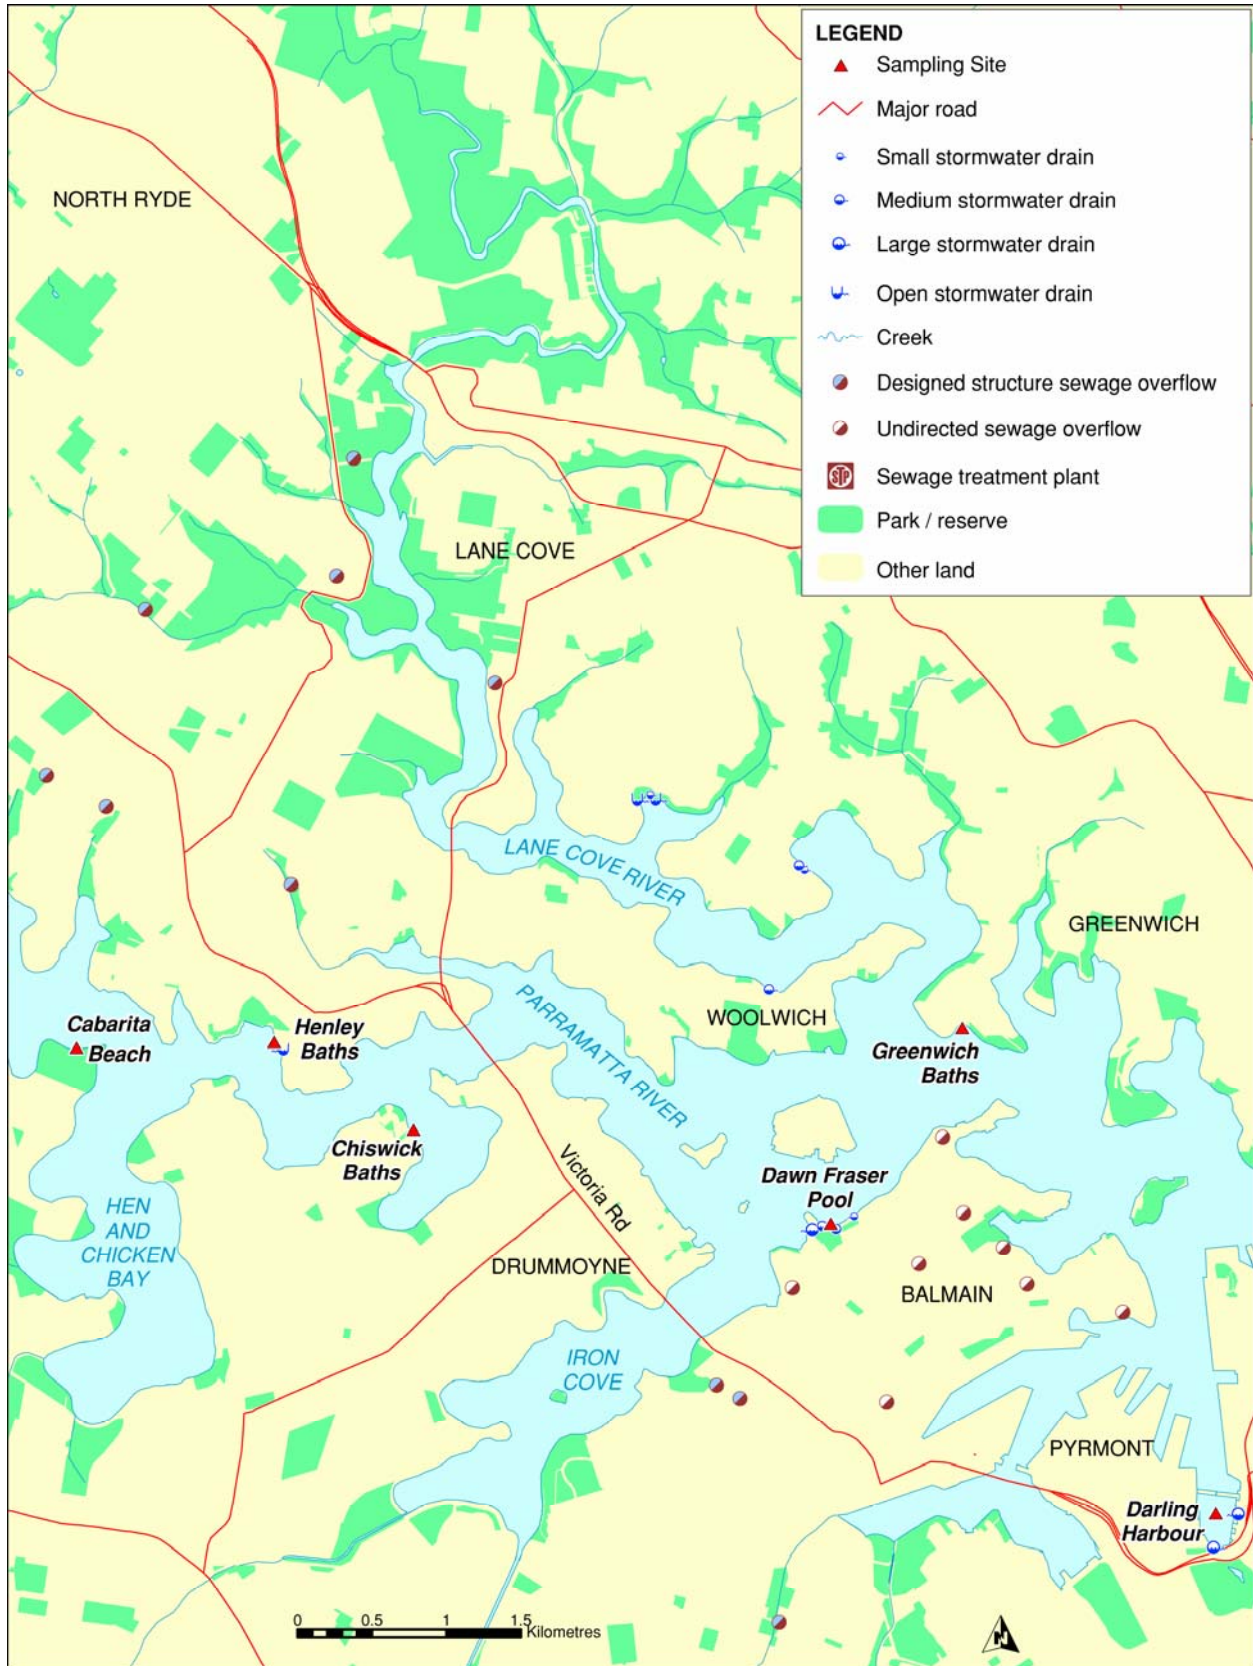 LEGEND
Sampling Site
Major road
Small stormwater drain
Medium stormwater drain
Large stormwater drain
Open stormwater drain
Creek
Designed structure sewage overflow
Undirected sewage overflow
STP
Sewage treatment plant
Park / reserve
Other land
NORTH RYDE
LANE COVE
LANE COVE RIVER
GREENWICH
PARRAMATTA RIVER
WOOLWICH
Cabarita
Beach
Henley
Baths
Greenwich
Baths
Chiswick
Baths
Victoria Rd
Dawn Fraser
Pool
HEN
AND
CHICKEN
BAY
DRUMMOYNE
BALMAIN
IRON
COVE
PYRMONT
Darling
Harbour
0 0.5 1 1.5
Kilometres
N